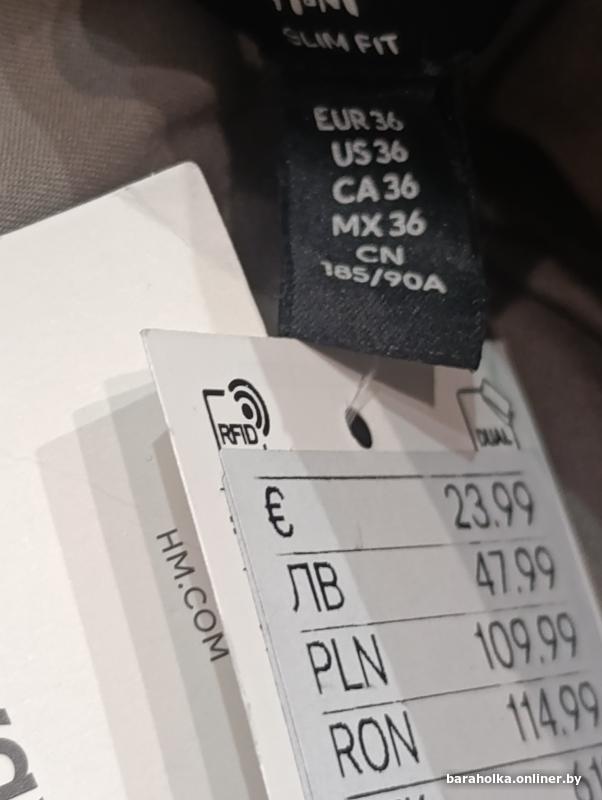 SLIM FIT
EUR 36
US 36
CA 36
MX 36
CN
185/90A
RFID
DUAL
€ 23.99
ЛВ 47.99
PLN 109.99
RON 114.99
HM.COM
baraholka.onliner.by